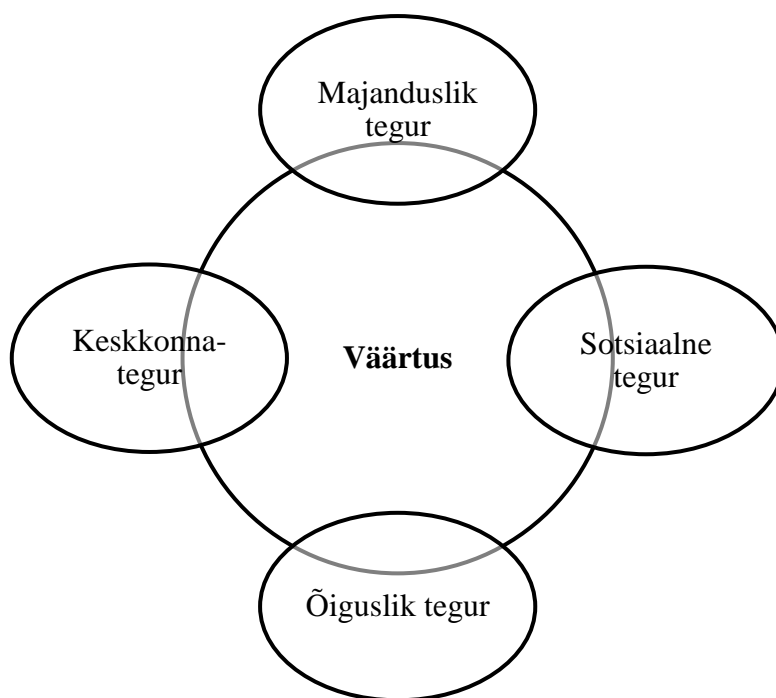 Majanduslik
tegur
Keskkonna-
tegur
Väärtus
Sotsiaalne
tegur
Õiguslik tegur